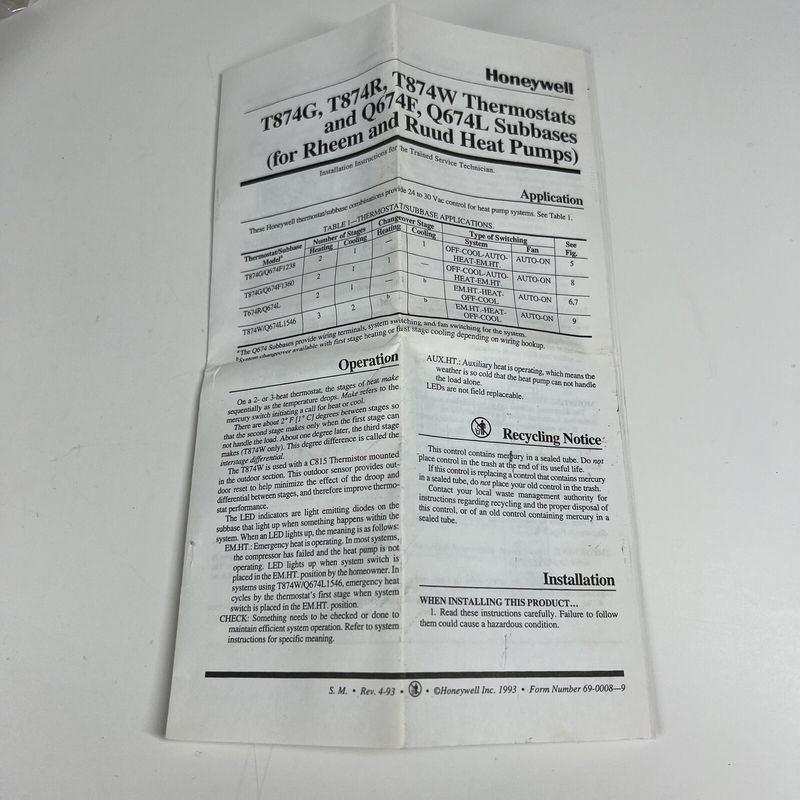 Honeywell
T874G, T874R, T874W Thermostats
and Q674F, Q674L Subbases
(for Rheem and Ruud Heat Pumps)
Installation Instructions for the Trained Service Technician.
Application
These Honeywell thermostat/subbase combinations provide 24 to 30 Vac control for heat pump systems. See Table 1.
TABLE 1—THERMOSTAT/SUBBASE APPLICATIONS.
Thermostat/Subbase Modelª | Number of Stages Heating | Cooling | Changeover Stage Heating | Cooling | Type of Switching System | Fan | See Fig.
T874G/Q674F1238 | 2 | 1 | — | 1 | OFF-COOL-AUTO-HEAT-EM.HT. | AUTO-ON | 5
T874G/Q674F1360 | 2 | 1 | 1 | — | OFF-COOL-AUTO-HEAT-EM.HT. | AUTO-ON | 8
T674R/Q674L | 2 | 1 | — | b | EM.HT.-HEAT-OFF-COOL | AUTO-ON | 6,7
T874W/Q674L1546 | 3 | 2 | b | b | EM.HT.-HEAT-OFF-COOL | AUTO-ON | 9
ªThe Q674 Subbases provide wiring terminals, system switching and fan switching for the system.
ᵇSystem changeover available with first stage heating or first stage cooling depending on wiring hookup.
Operation
On a 2- or 3-heat thermostat, the stages of heat make
sequentially as the temperature drops. Make refers to the
mercury switch initiating a call for heat or cool.
There are about 2° F [1° C] degrees between stages so
that the second stage makes only when the first stage can
not handle the load. About one degree later, the third stage
makes (T874W only). This degree difference is called the
interstage differential.
The T874W is used with a C815 Thermistor mounted
in the outdoor section. This outdoor sensor provides out-
door reset to help minimize the effect of the droop and
differential between stages, and therefore improve thermo-
stat performance.
The LED indicators are light emitting diodes on the
subbase that light up when something happens within the
system. When an LED lights up, the meaning is as follows:
EM.HT.: Emergency heat is operating. In most systems,
the compressor has failed and the heat pump is not
operating. LED lights up when system switch is
placed in the EM.HT. position by the homeowner. In
systems using T874W/Q674L1546, emergency heat
cycles by the thermostat's first stage when system
switch is placed in the EM.HT. position.
CHECK: Something needs to be checked or done to
maintain efficient system operation. Refer to system
instructions for specific meaning.
AUX.HT.: Auxiliary heat is operating, which means the
weather is so cold that the heat pump can not handle
the load alone.
LEDs are not field replaceable.
Recycling Notice
This control contains mercury in a sealed tube. Do not
place control in the trash at the end of its useful life.
If this control is replacing a control that contains mercury
in a sealed tube, do not place your old control in the trash.
Contact your local waste management authority for
instructions regarding recycling and the proper disposal of
this control, or of an old control containing mercury in a
sealed tube.
Installation
WHEN INSTALLING THIS PRODUCT...
1. Read these instructions carefully. Failure to follow
them could cause a hazardous condition.
S. M. • Rev. 4-93 • • ©Honeywell Inc. 1993 • Form Number 69-0008—9